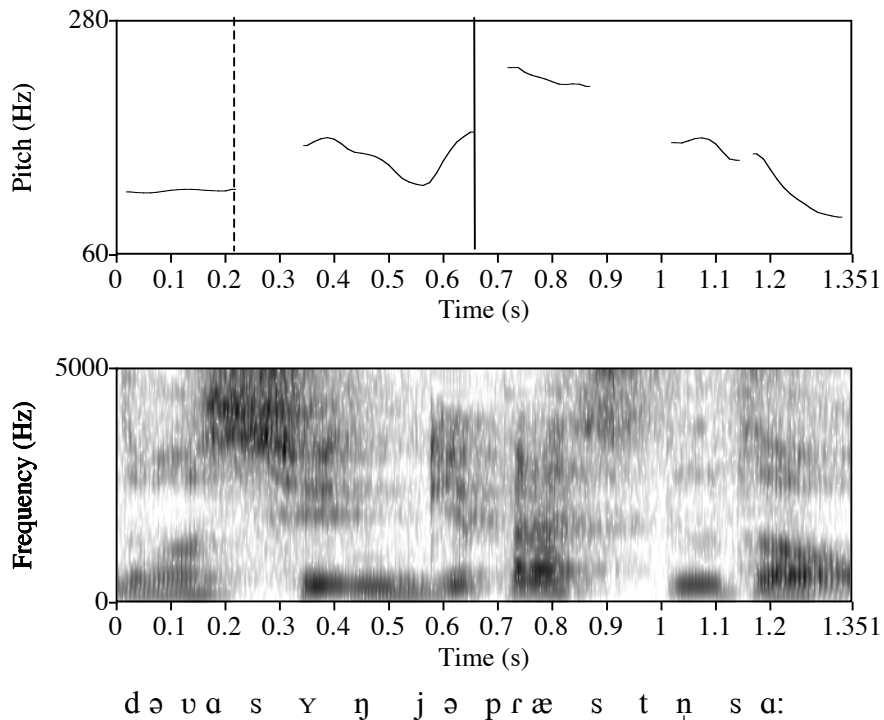 280
Pitch (Hz)
60
0 0.1 0.2 0.3 0.4 0.5 0.6 0.7 0.8 0.9 1 1.1 1.2 1.351
Time (s)
5000
Frequency (Hz)
0
0 0.1 0.2 0.3 0.4 0.5 0.6 0.7 0.8 0.9 1 1.1 1.2 1.351
Time (s)
d ə ʋ ɑ s ʏ ŋ j ə p ɾ æ s t n̩ s ɑː